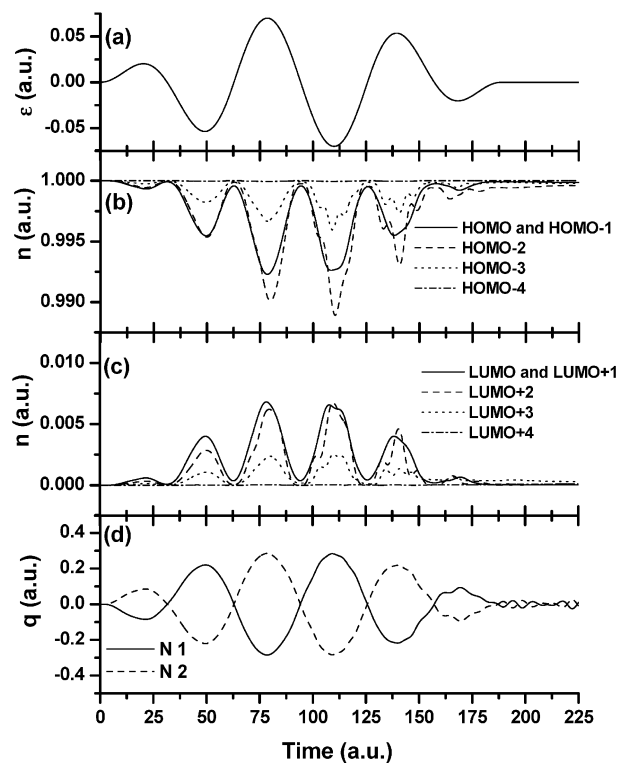 (a)
ε (a.u.)
0.05
0.00
-0.05
(b)
n (a.u.)
1.000
0.995
0.990
HOMO and HOMO-1
HOMO-2
HOMO-3
HOMO-4
(c)
n (a.u.)
0.010
0.005
0.000
LUMO and LUMO+1
LUMO+2
LUMO+3
LUMO+4
(d)
q (a.u.)
0.4
0.2
0.0
-0.2
-0.4
N 1
N 2
0 25 50 75 100 125 150 175 200 225
Time (a.u.)